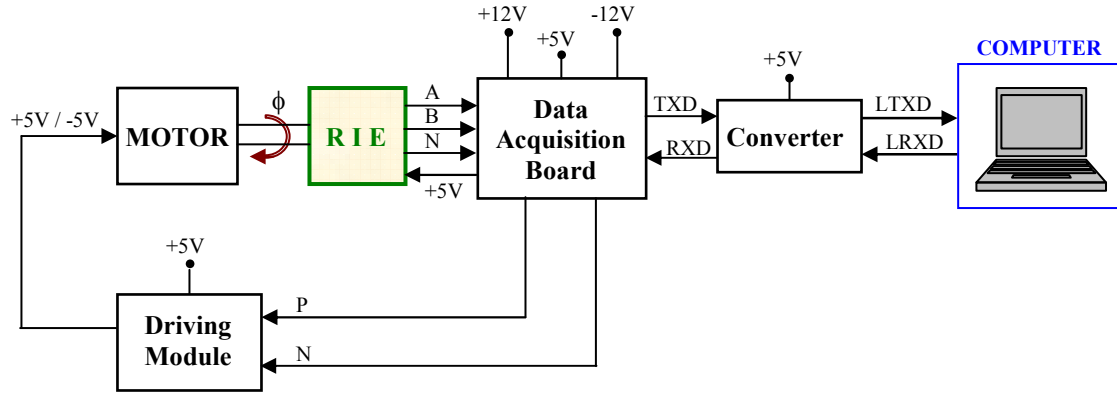 +12V
-12V
+5V
COMPUTER
+5V
+5V / -5V
MOTOR
ϕ
R I E
A
B
N
+5V
Data
Acquisition
Board
TXD
RXD
Converter
LTXD
LRXD
+5V
Driving
Module
P
N